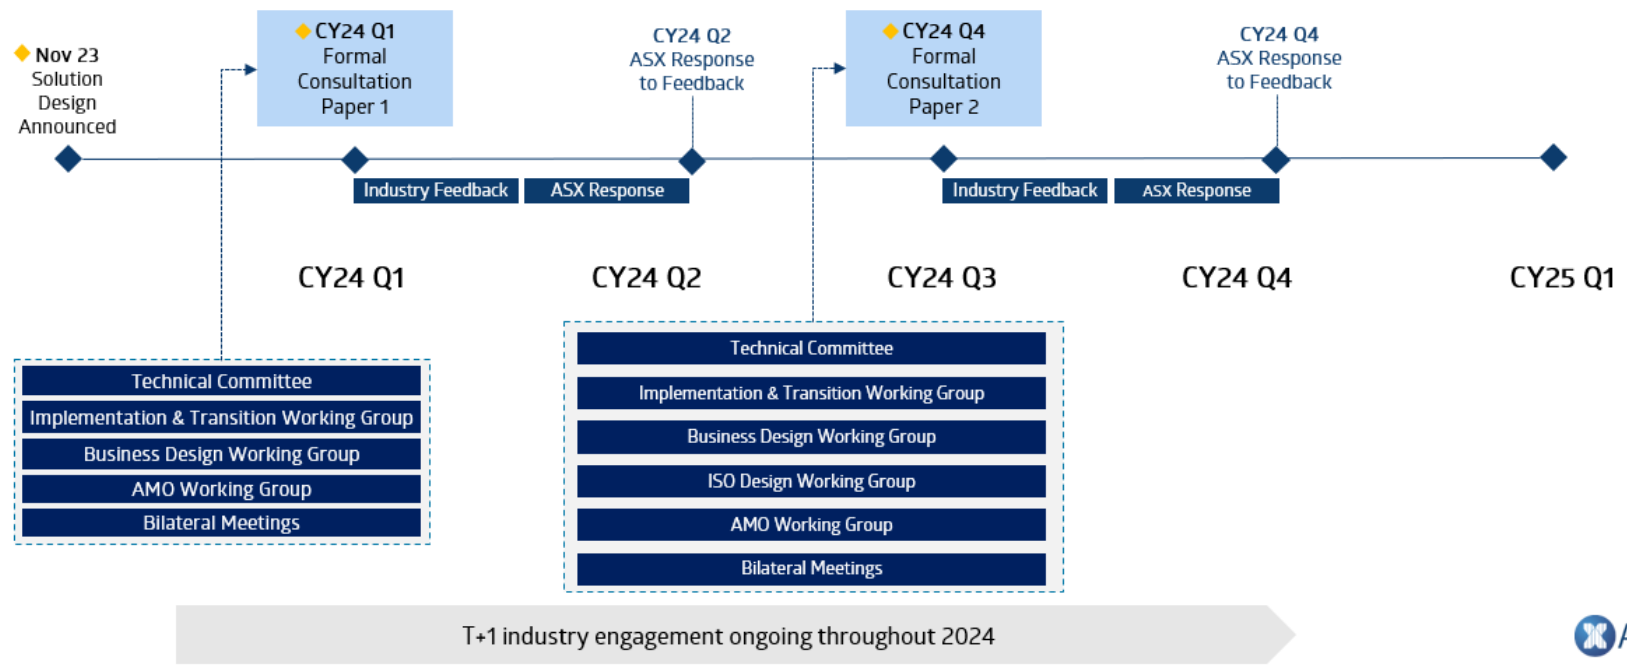 Nov 23
Solution
Design
Announced
CY24 Q1
Formal
Consultation
Paper 1
CY24 Q2
ASX Response
to Feedback
CY24 Q4
Formal
Consultation
Paper 2
CY24 Q4
ASX Response
to Feedback
Industry Feedback
ASX Response
Industry Feedback
ASX Response
CY24 Q1
CY24 Q2
CY24 Q3
CY24 Q4
CY25 Q1
Technical Committee
Implementation & Transition Working Group
Business Design Working Group
AMO Working Group
Bilateral Meetings
Technical Committee
Implementation & Transition Working Group
Business Design Working Group
ISO Design Working Group
AMO Working Group
Bilateral Meetings
T+1 industry engagement ongoing throughout 2024